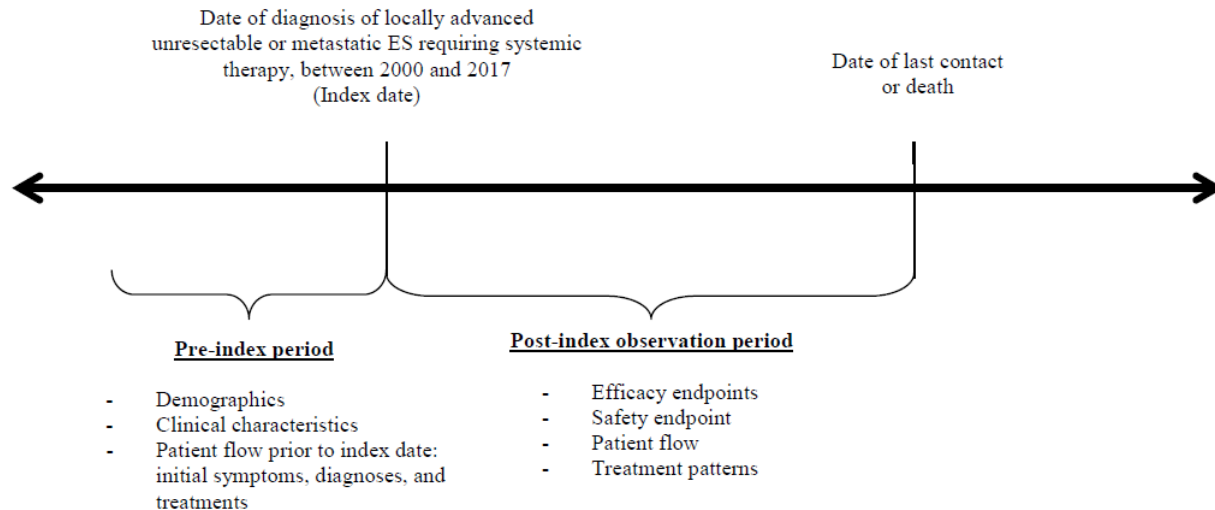 Date of diagnosis of locally advanced
unresectable or metastatic ES requiring systemic
therapy, between 2000 and 2017
(Index date)
Date of last contact
or death
Pre-index period
- Demographics
- Clinical characteristics
- Patient flow prior to index date:
initial symptoms, diagnoses, and
treatments
Post-index observation period
- Efficacy endpoints
- Safety endpoint
- Patient flow
- Treatment patterns